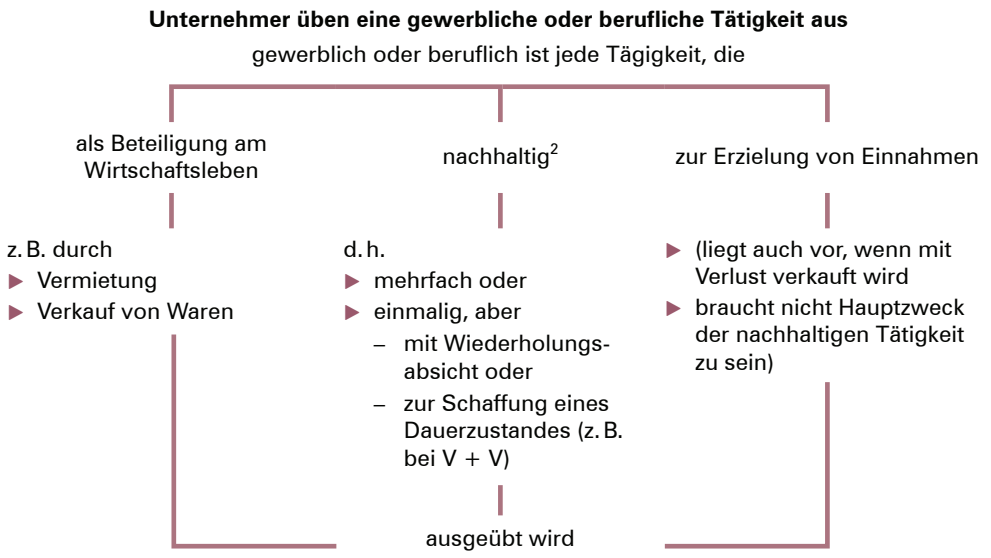 Unternehmer üben eine gewerbliche oder berufliche Tätigkeit aus
gewerblich oder beruflich ist jede Tägigkeit, die
als Beteiligung am
Wirtschaftsleben
z. B. durch
▶ Vermietung
▶ Verkauf von Waren
nachhaltig²
d. h.
▶ mehrfach oder
▶ einmalig, aber
– mit Wiederholungs-
absicht oder
– zur Schaffung eines
Dauerzustandes (z. B.
bei V + V)
zur Erzielung von Einnahmen
▶ (liegt auch vor, wenn mit
Verlust verkauft wird
▶ braucht nicht Hauptzweck
der nachhaltigen Tätigkeit
zu sein)
ausgeübt wird